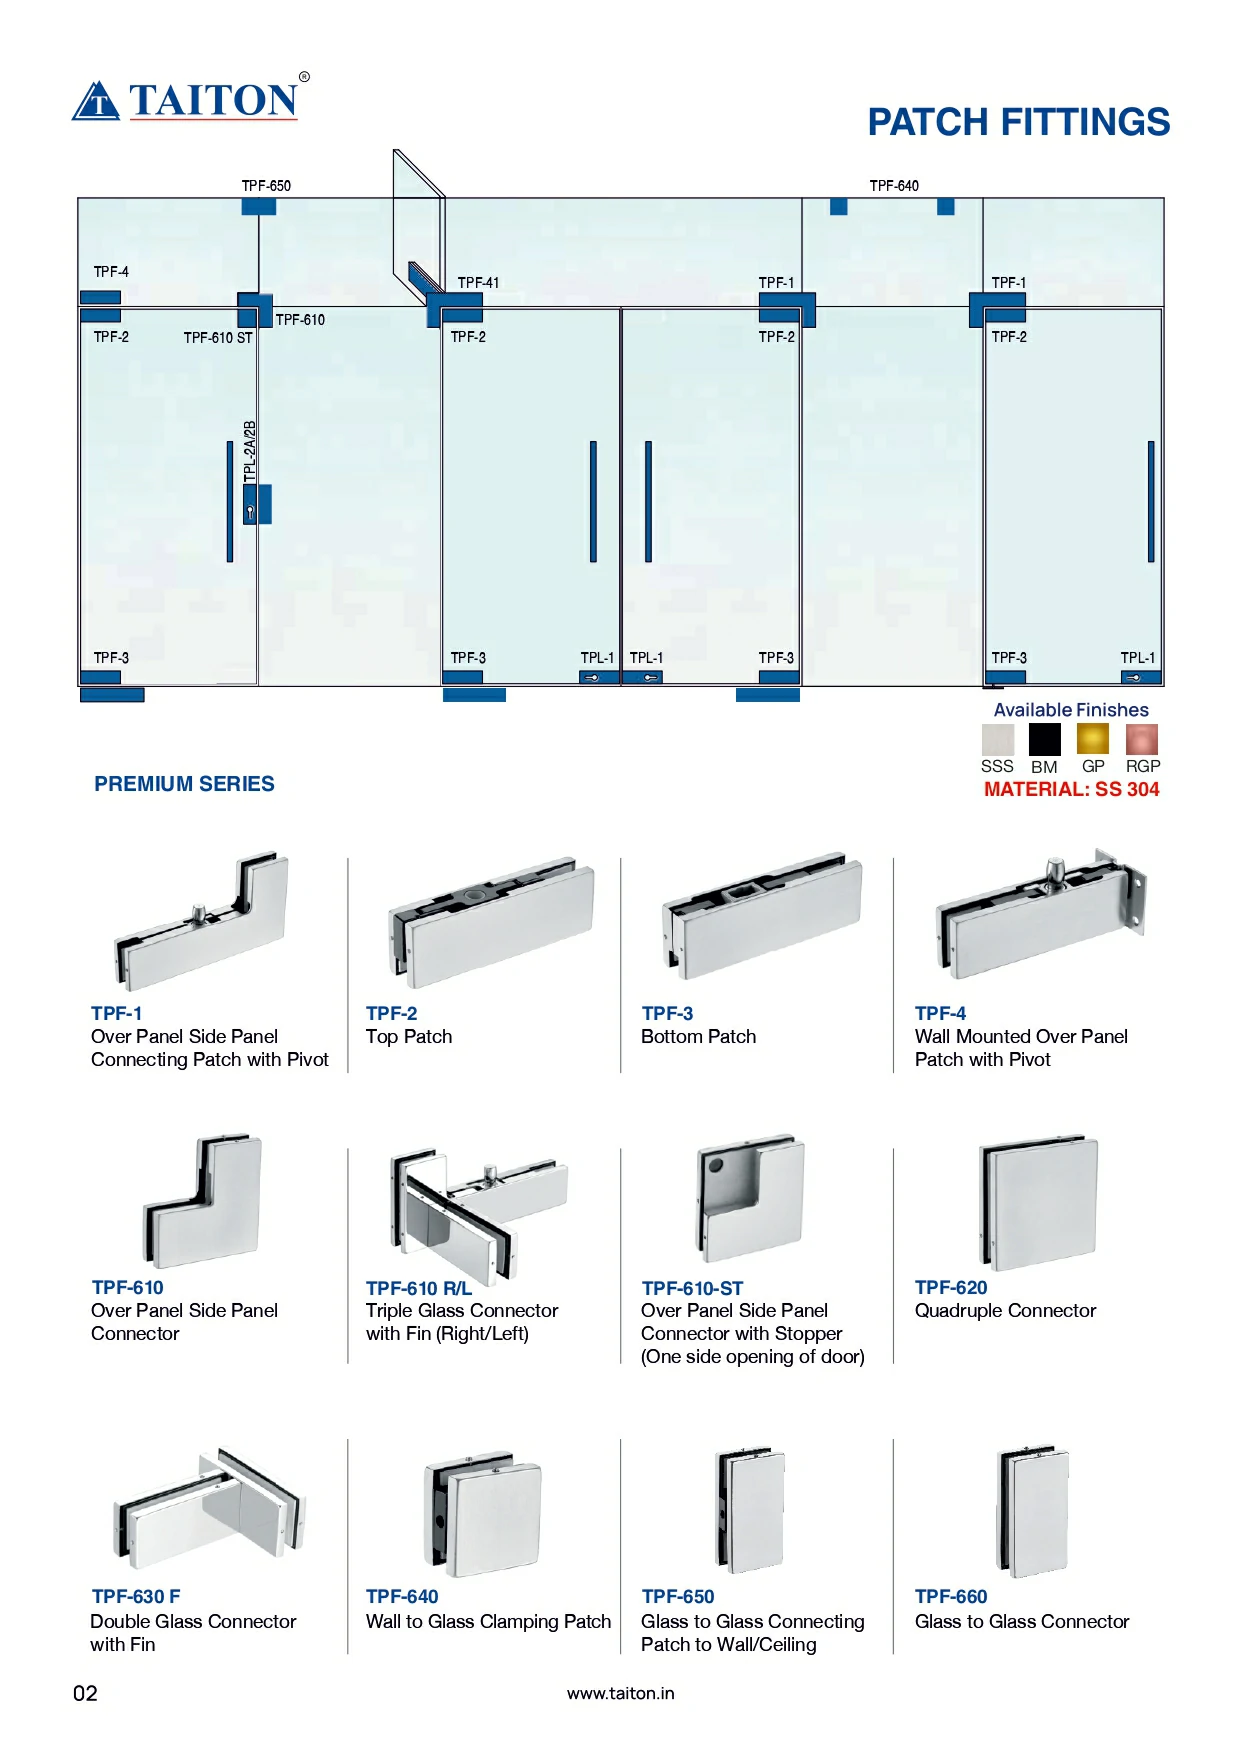 T TAITON ®
PATCH FITTINGS
TPF-650
TPF-640
TPF-4
TPF-41
TPF-1
TPF-1
TPF-610
TPF-2
TPF-610 ST
TPF-2
TPF-2
TPF-2
TPL-2A/2B
TPF-3
TPF-3
TPL-1
TPL-1
TPF-3
TPF-3
TPL-1
Available Finishes
SSS BM GP RGP
MATERIAL: SS 304
PREMIUM SERIES
TPF-1
Over Panel Side Panel
Connecting Patch with Pivot
TPF-2
Top Patch
TPF-3
Bottom Patch
TPF-4
Wall Mounted Over Panel
Patch with Pivot
TPF-610
Over Panel Side Panel
Connector
TPF-610 R/L
Triple Glass Connector
with Fin (Right/Left)
TPF-610-ST
Over Panel Side Panel
Connector with Stopper
(One side opening of door)
TPF-620
Quadruple Connector
TPF-630 F
Double Glass Connector
with Fin
TPF-640
Wall to Glass Clamping Patch
TPF-650
Glass to Glass Connecting
Patch to Wall/Ceiling
TPF-660
Glass to Glass Connector
02
www.taiton.in